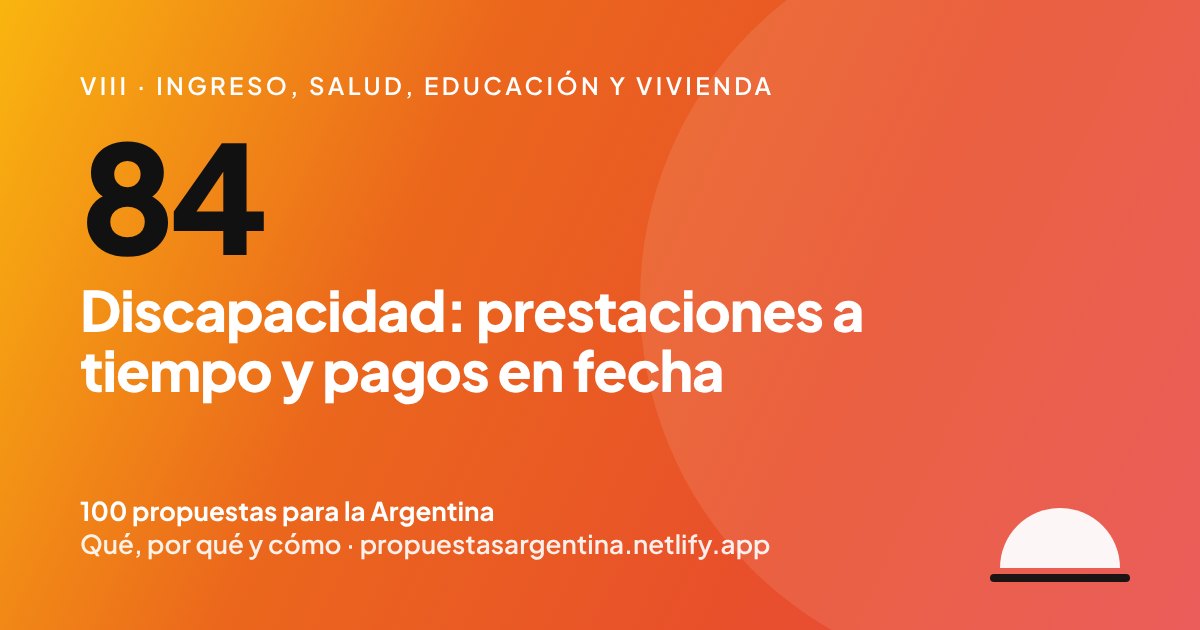 VIII · INGRESO, SALUD, EDUCACIÓN Y VIVIENDA
84
Discapacidad: prestaciones a
tiempo y pagos en fecha
100 propuestas para la Argentina
Qué, por qué y cómo · propuestasargentina.netlify.app